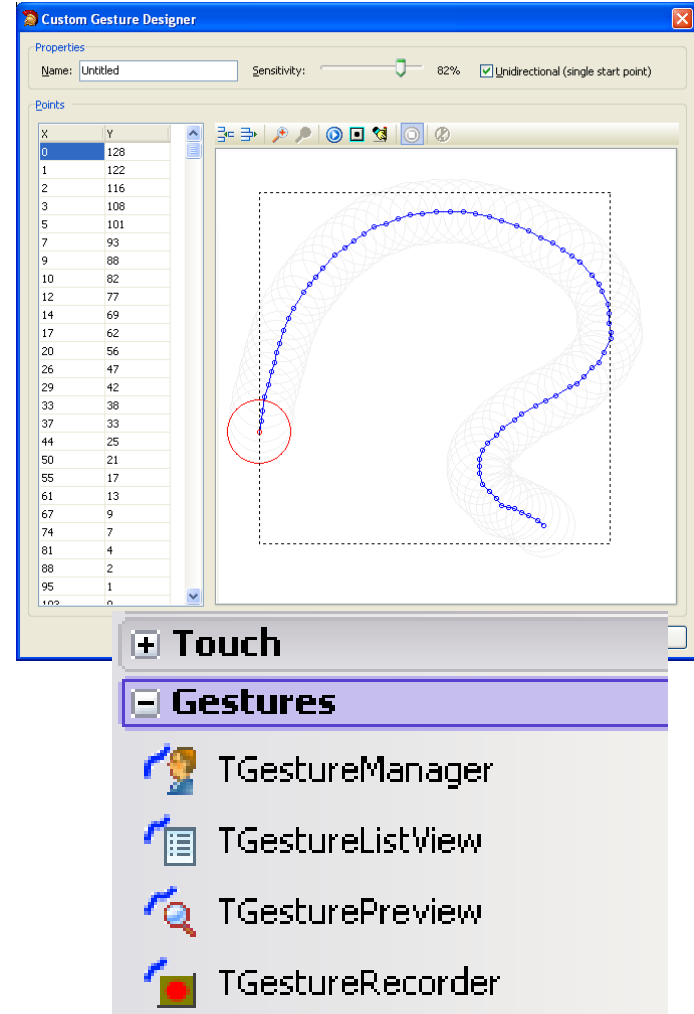 Custom Gesture Designer
Properties
Name: Untitled Sensitivity: 82% Unidirectional (single start point)
Points
X Y
0 128
1 122
2 116
3 108
5 101
7 93
9 88
10 82
12 77
14 69
17 62
20 56
26 47
29 42
33 38
37 33
44 25
50 21
55 17
61 13
67 9
74 7
81 4
88 2
95 1
103 0
Touch
Gestures
TGestureManager
TGestureListView
TGesturePreview
TGestureRecorder